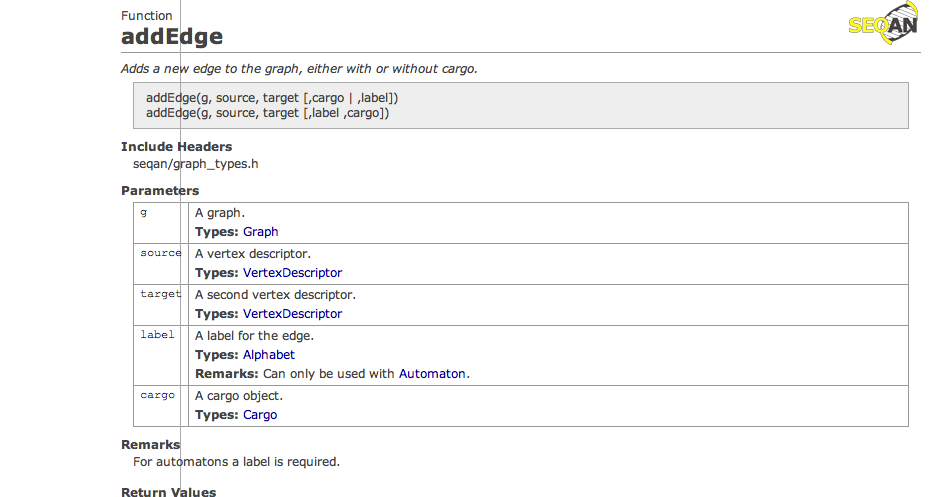 Function
SEQAN
addEdge
Adds a new edge to the graph, either with or without cargo.
addEdge(g, source, target [,cargo | ,label])
addEdge(g, source, target [,label ,cargo])
Include Headers
seqan/graph_types.h
Parameters
g A graph.
Types: Graph
source A vertex descriptor.
Types: VertexDescriptor
target A second vertex descriptor.
Types: VertexDescriptor
label A label for the edge.
Types: Alphabet
Remarks: Can only be used with Automaton.
cargo A cargo object.
Types: Cargo
Remarks
For automatons a label is required.
Return Values